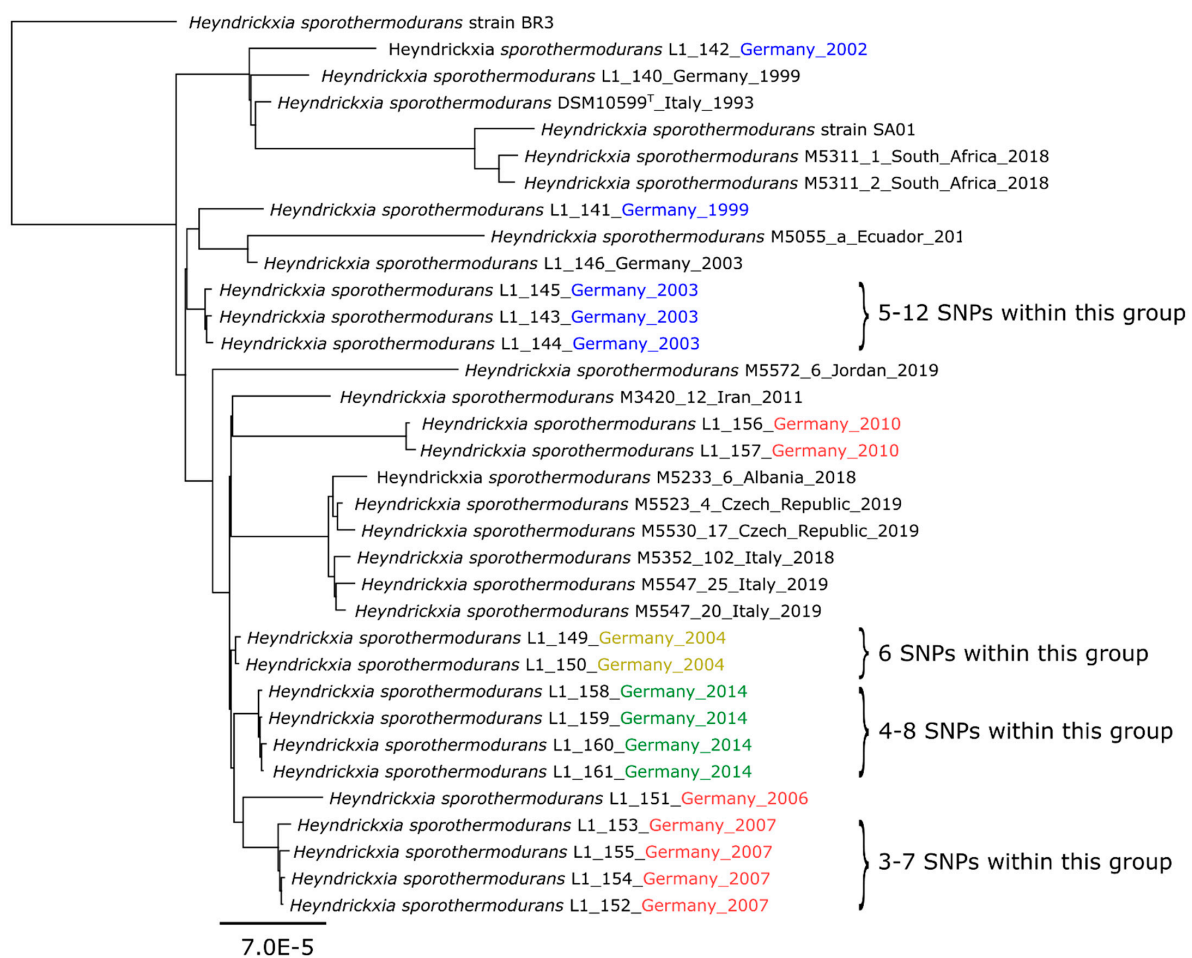 Heyndrickxia sporothermodurans strain BR3
Heyndrickxia sporothermodurans L1_142_Germany_2002
Heyndrickxia sporothermodurans L1_140_Germany_1999
Heyndrickxia sporothermodurans DSM10599ᵀ_Italy_1993
Heyndrickxia sporothermodurans strain SA01
Heyndrickxia sporothermodurans M5311_1_South_Africa_2018
Heyndrickxia sporothermodurans M5311_2_South_Africa_2018
Heyndrickxia sporothermodurans L1_141_Germany_1999
Heyndrickxia sporothermodurans M5055_a_Ecuador_201
Heyndrickxia sporothermodurans L1_146_Germany_2003
Heyndrickxia sporothermodurans L1_145_Germany_2003
Heyndrickxia sporothermodurans L1_143_Germany_2003
5-12 SNPs within this group
Heyndrickxia sporothermodurans L1_144_Germany_2003
Heyndrickxia sporothermodurans M5572_6_Jordan_2019
Heyndrickxia sporothermodurans M3420_12_Iran_2011
Heyndrickxia sporothermodurans L1_156_Germany_2010
Heyndrickxia sporothermodurans L1_157_Germany_2010
Heyndrickxia sporothermodurans M5233_6_Albania_2018
Heyndrickxia sporothermodurans M5523_4_Czech_Republic_2019
Heyndrickxia sporothermodurans M5530_17_Czech_Republic_2019
Heyndrickxia sporothermodurans M5352_102_Italy_2018
Heyndrickxia sporothermodurans M5547_25_Italy_2019
Heyndrickxia sporothermodurans M5547_20_Italy_2019
Heyndrickxia sporothermodurans L1_149_Germany_2004
6 SNPs within this group
Heyndrickxia sporothermodurans L1_150_Germany_2004
Heyndrickxia sporothermodurans L1_158_Germany_2014
Heyndrickxia sporothermodurans L1_159_Germany_2014
4-8 SNPs within this group
Heyndrickxia sporothermodurans L1_160_Germany_2014
Heyndrickxia sporothermodurans L1_161_Germany_2014
Heyndrickxia sporothermodurans L1_151_Germany_2006
Heyndrickxia sporothermodurans L1_153_Germany_2007
Heyndrickxia sporothermodurans L1_155_Germany_2007
3-7 SNPs within this group
Heyndrickxia sporothermodurans L1_154_Germany_2007
Heyndrickxia sporothermodurans L1_152_Germany_2007
7.0E-5